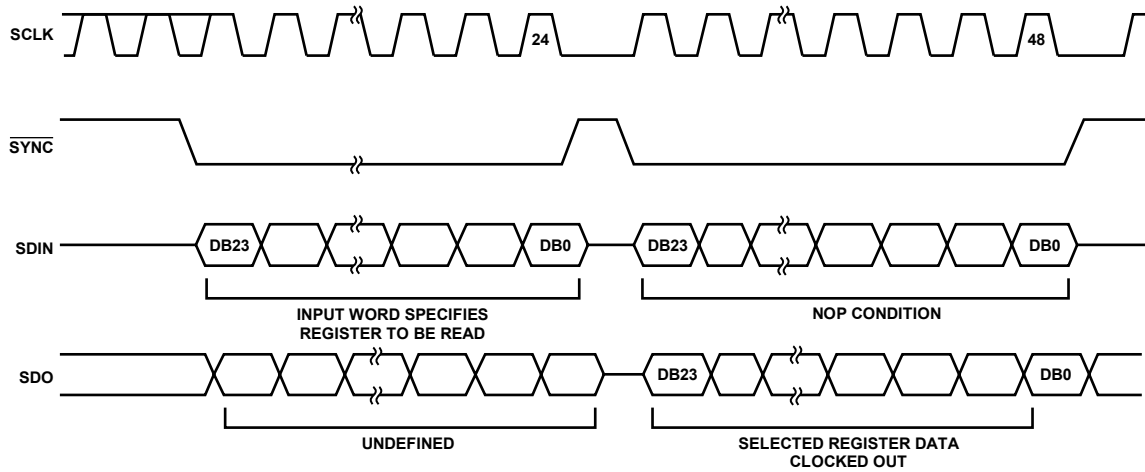 SCLK
24
48
SYNC
SDIN
DB23
DB0
DB23
DB0
INPUT WORD SPECIFIES
REGISTER TO BE READ
NOP CONDITION
SDO
DB23
DB0
UNDEFINED
SELECTED REGISTER DATA
CLOCKED OUT